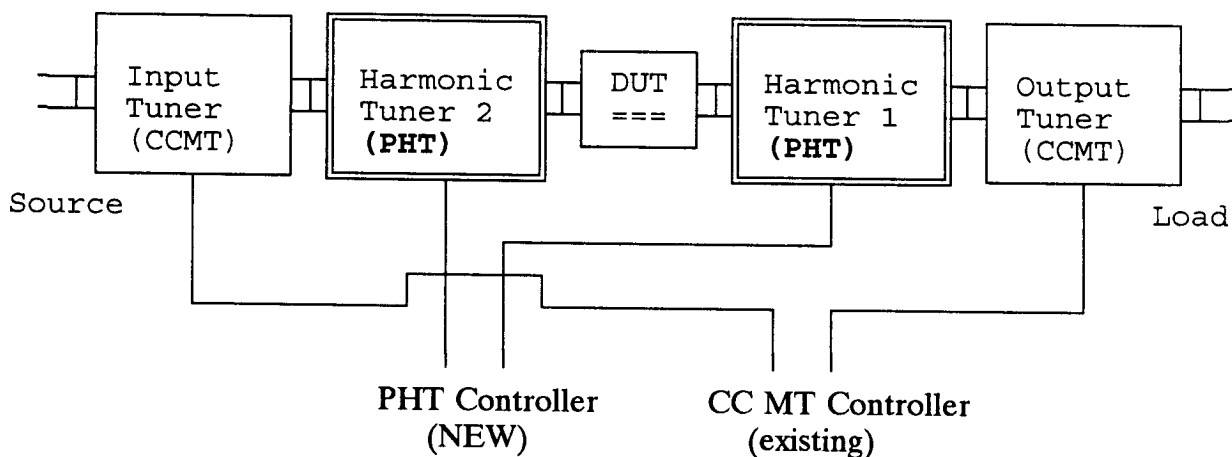 Input
Tuner
(CCMT)
Harmonic
Tuner 2
(PHT)
DUT
===
Harmonic
Tuner 1
(PHT)
Output
Tuner
(CCMT)
Source
Load
PHT Controller
(NEW)
CC MT Controller
(existing)